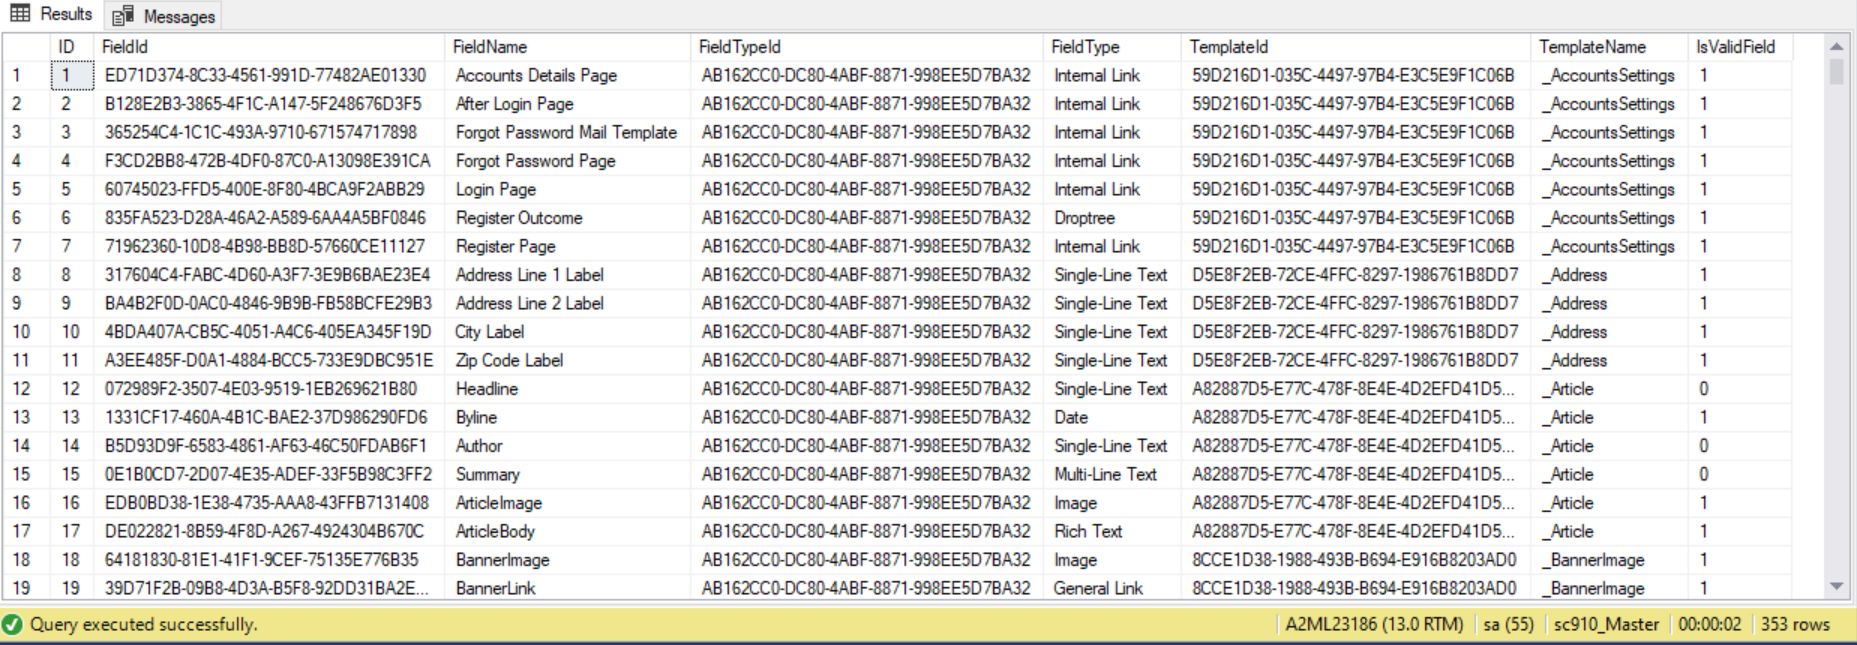 Results Messages
ID FieldId FieldName FieldTypeId FieldType TemplateId TemplateName IsValidField
1 1 ED71D374-8C33-4561-991D-77482AE01330 Accounts Details Page AB162CC0-DC80-4ABF-8871-998EE5D7BA32 Internal Link 59D216D1-035C-4497-97B4-E3C5E9F1C06B _AccountsSettings 1
2 2 B128E2B3-3865-4F1C-A147-5F248676D3F5 After Login Page AB162CC0-DC80-4ABF-8871-998EE5D7BA32 Internal Link 59D216D1-035C-4497-97B4-E3C5E9F1C06B _AccountsSettings 1
3 3 365254C4-1C1C-493A-9710-671574717898 Forgot Password Mail Template AB162CC0-DC80-4ABF-8871-998EE5D7BA32 Internal Link 59D216D1-035C-4497-97B4-E3C5E9F1C06B _AccountsSettings 1
4 4 F3CD2BB8-472B-4DF0-87C0-A13098E391CA Forgot Password Page AB162CC0-DC80-4ABF-8871-998EE5D7BA32 Internal Link 59D216D1-035C-4497-97B4-E3C5E9F1C06B _AccountsSettings 1
5 5 60745023-FFD5-400E-8F80-4BCA9F2ABB29 Login Page AB162CC0-DC80-4ABF-8871-998EE5D7BA32 Internal Link 59D216D1-035C-4497-97B4-E3C5E9F1C06B _AccountsSettings 1
6 6 835FA523-D28A-46A2-A589-6AA4A5BF0846 Register Outcome AB162CC0-DC80-4ABF-8871-998EE5D7BA32 Droptree 59D216D1-035C-4497-97B4-E3C5E9F1C06B _AccountsSettings 1
7 7 71962360-10D8-4B98-BB8D-57660CE11127 Register Page AB162CC0-DC80-4ABF-8871-998EE5D7BA32 Internal Link 59D216D1-035C-4497-97B4-E3C5E9F1C06B _AccountsSettings 1
8 8 317604C4-FABC-4D60-A3F7-3E9B6BAE23E4 Address Line 1 Label AB162CC0-DC80-4ABF-8871-998EE5D7BA32 Single-Line Text D5E8F2EB-72CE-4FFC-8297-1986761B8DD7 _Address 1
9 9 BA4B2F0D-0AC0-4846-9B9B-FB58BCFE29B3 Address Line 2 Label AB162CC0-DC80-4ABF-8871-998EE5D7BA32 Single-Line Text D5E8F2EB-72CE-4FFC-8297-1986761B8DD7 _Address 1
10 10 4BDA407A-CB5C-4051-A4C6-405EA345F19D City Label AB162CC0-DC80-4ABF-8871-998EE5D7BA32 Single-Line Text D5E8F2EB-72CE-4FFC-8297-1986761B8DD7 _Address 1
11 11 A3EE485F-D0A1-4884-BCC5-733E9DBC951E Zip Code Label AB162CC0-DC80-4ABF-8871-998EE5D7BA32 Single-Line Text D5E8F2EB-72CE-4FFC-8297-1986761B8DD7 _Address 1
12 12 072989F2-3507-4E03-9519-1EB269621B80 Headline AB162CC0-DC80-4ABF-8871-998EE5D7BA32 Single-Line Text A82887D5-E77C-478F-8E4E-4D2EFD41D5... _Article 0
13 13 1331CF17-460A-4B1C-BAE2-37D986290FD6 Byline AB162CC0-DC80-4ABF-8871-998EE5D7BA32 Date A82887D5-E77C-478F-8E4E-4D2EFD41D5... _Article 1
14 14 B5D93D9F-6583-4861-AF63-46C50FDAB6F1 Author AB162CC0-DC80-4ABF-8871-998EE5D7BA32 Single-Line Text A82887D5-E77C-478F-8E4E-4D2EFD41D5... _Article 0
15 15 0E1B0CD7-2D07-4E35-ADEF-33F5B98C3FF2 Summary AB162CC0-DC80-4ABF-8871-998EE5D7BA32 Multi-Line Text A82887D5-E77C-478F-8E4E-4D2EFD41D5... _Article 0
16 16 EDB0BD38-1E38-4735-AAA8-43FFB7131408 ArticleImage AB162CC0-DC80-4ABF-8871-998EE5D7BA32 Image A82887D5-E77C-478F-8E4E-4D2EFD41D5... _Article 1
17 17 DE022821-8B59-4F8D-A267-4924304B670C ArticleBody AB162CC0-DC80-4ABF-8871-998EE5D7BA32 Rich Text A82887D5-E77C-478F-8E4E-4D2EFD41D5... _Article 1
18 18 64181830-81E1-41F1-9CEF-75135E776B35 BannerImage AB162CC0-DC80-4ABF-8871-998EE5D7BA32 Image 8CCE1D38-1988-493B-B694-E916B8203AD0 _BannerImage 1
19 19 39D71F2B-09B8-4D3A-B5F8-92DD31BA2E... BannerLink AB162CC0-DC80-4ABF-8871-998EE5D7BA32 General Link 8CCE1D38-1988-493B-B694-E916B8203AD0 _BannerImage 1
Query executed successfully. A2ML23186 (13.0 RTM) sa (55) sc910_Master 00:00:02 353 rows